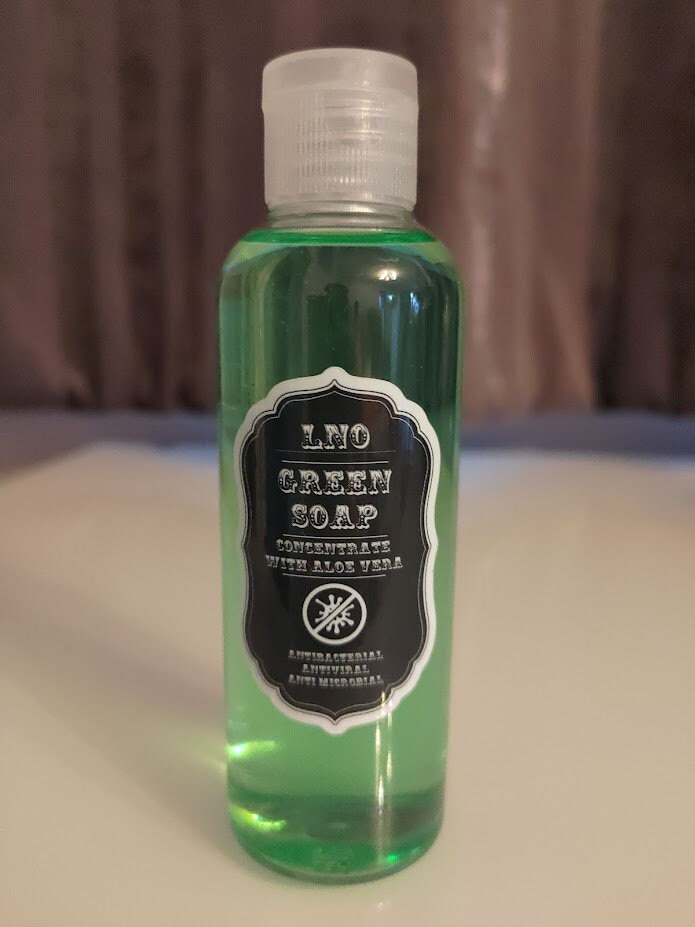 LNO
GREEN
SOAP
CONCENTRATE
WITH ALOE VERA
ANTIBACTERIAL
ANTIVIRAL
ANTI MICROBIAL